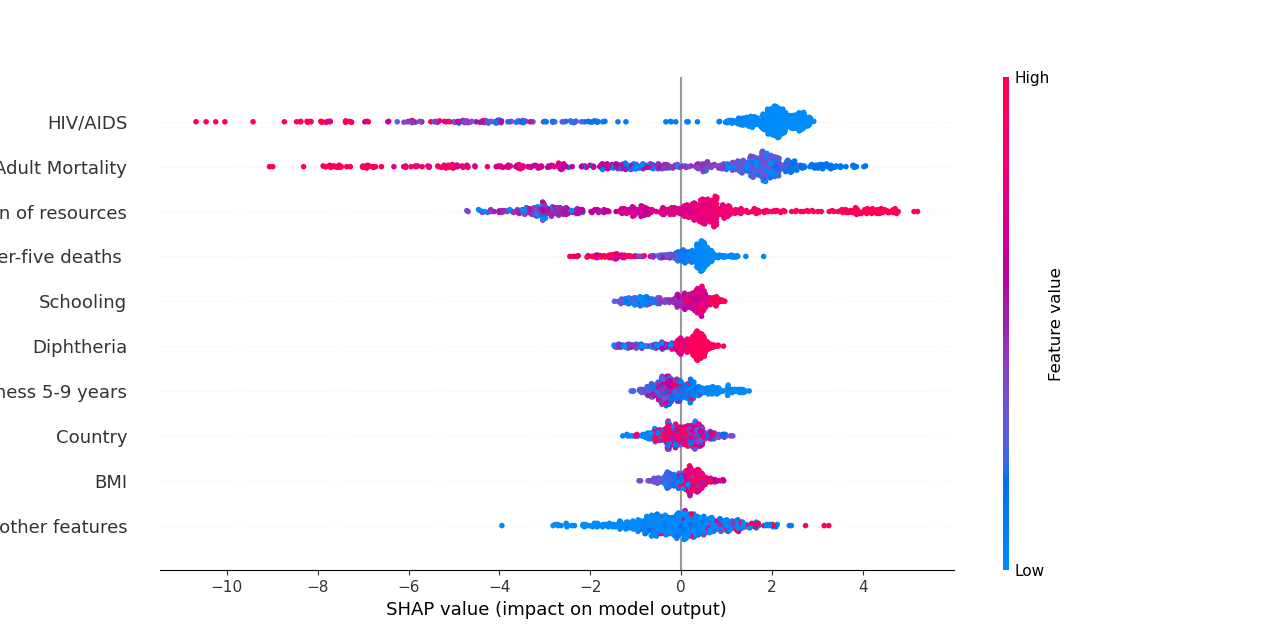 High
HIV/AIDS
Adult Mortality
n of resources
er-five deaths
Schooling
Diphtheria
ness 5-9 years
Country
BMI
other features
Feature value
Low
−10 −8 −6 −4 −2 0 2 4
SHAP value (impact on model output)